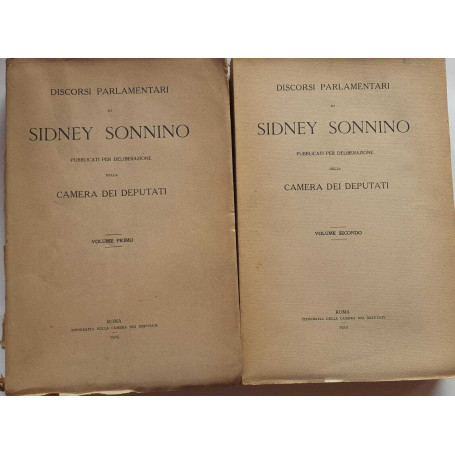 DISCORSI PARLAMENTARI
DI
SIDNEY SONNINO
PUBBLICATI PER DELIBERAZIONE
DELLA
CAMERA DEI DEPUTATI
VOLUME PRIMO
ROMA
TIPOGRAFIA DELLA CAMERA DEI DEPUTATI
1925
DISCORSI PARLAMENTARI
DI
SIDNEY SONNINO
PUBBLICATI PER DELIBERAZIONE
DELLA
CAMERA DEI DEPUTATI
VOLUME SECONDO
ROMA
TIPOGRAFIA DELLA CAMERA DEI DEPUTATI